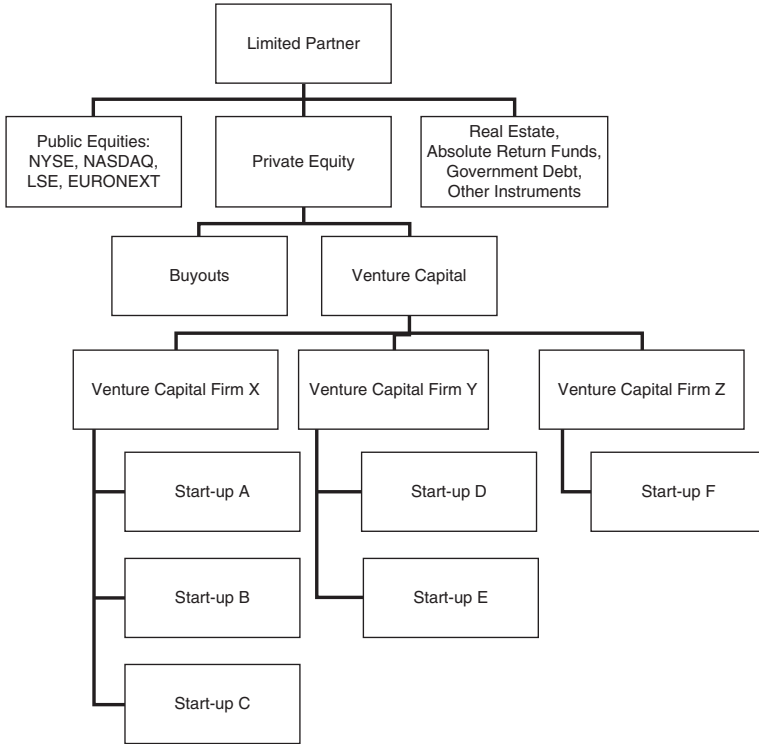 Limited Partner
Public Equities:
NYSE, NASDAQ,
LSE, EURONEXT
Private Equity
Real Estate,
Absolute Return Funds,
Government Debt,
Other Instruments
Buyouts
Venture Capital
Venture Capital Firm X
Venture Capital Firm Y
Venture Capital Firm Z
Start-up A
Start-up D
Start-up F
Start-up B
Start-up E
Start-up C